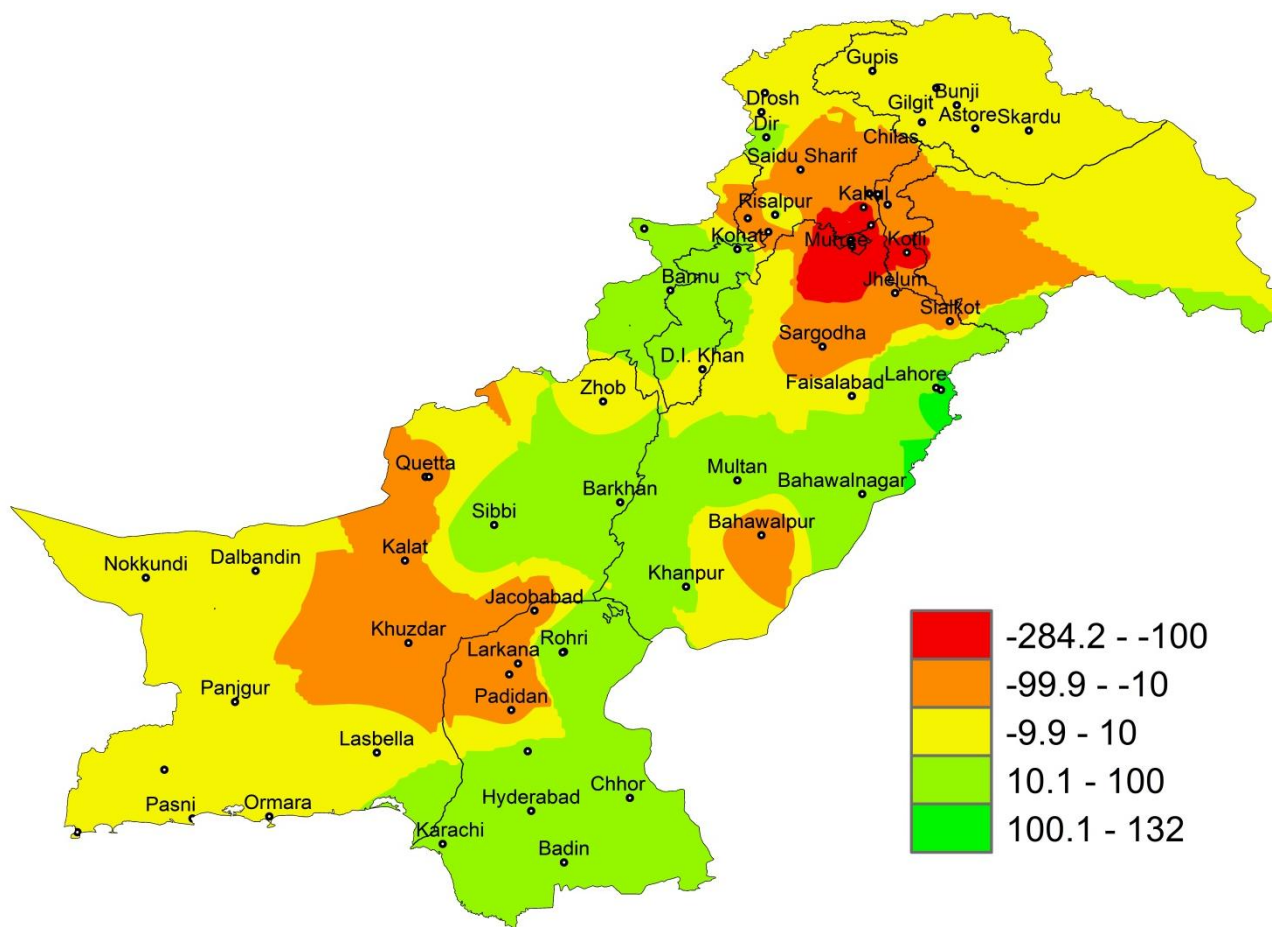 Gupis
Bunji
Drosh
Gilgit
Astore
Skardu
Dir
Chilas
Saidu Sharif
Kakul
Risalpur
Kohat
Murree
Kotli
Bannu
Jhelum
Sialkot
Sargodha
D.I. Khan
Zhob
Faisalabad
Lahore
Quetta
Multan
Barkhan
Bahawalnagar
Sibbi
Bahawalpur
Kalat
Nokkundi
Dalbandin
Khanpur
Jacobabad
Khuzdar
Rohri
Larkana
Panjgur
Padidan
Lasbella
Chhor
Pasni
Ormara
Hyderabad
Karachi
Badin
-284.2 - -100
-99.9 - -10
-9.9 - 10
10.1 - 100
100.1 - 132